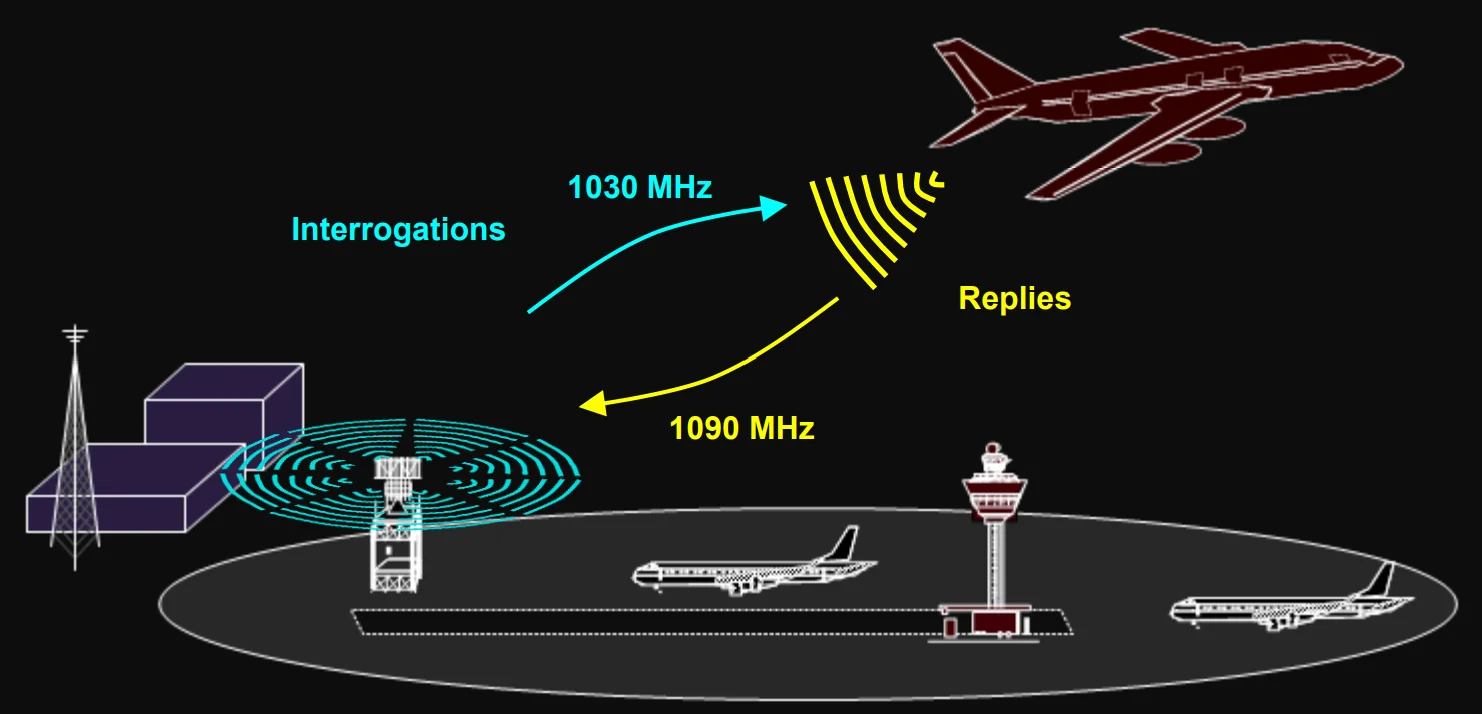 1030 MHz
Interrogations
Replies
1090 MHz